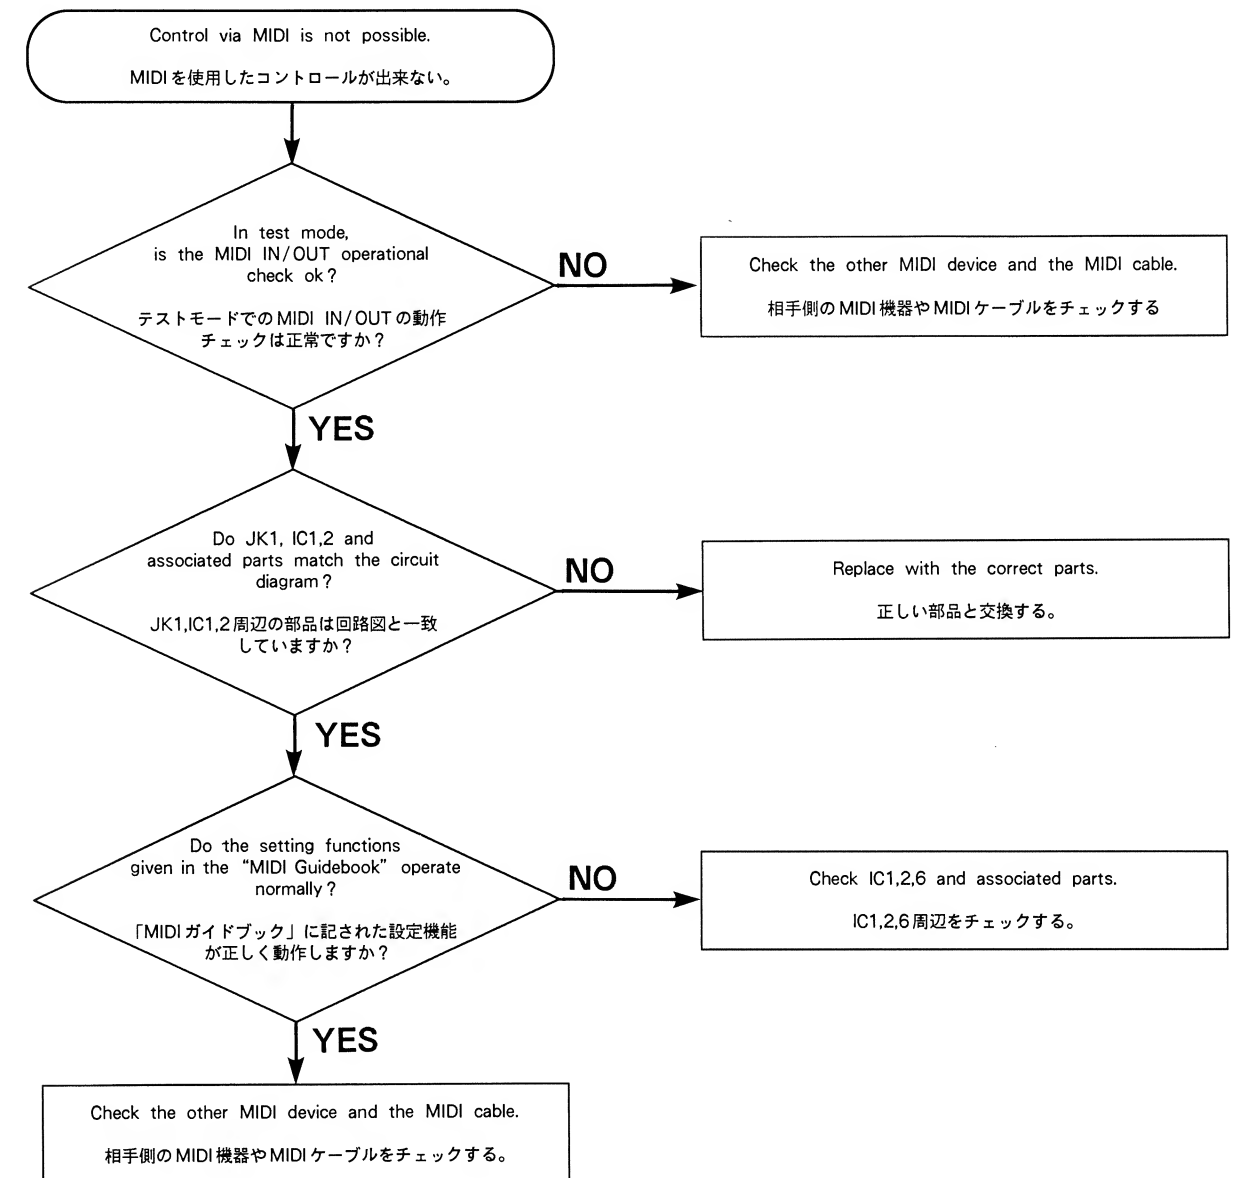 Control via MIDI is not possible.
MIDIを使用したコントロールが出来ない。
In test mode,
is the MIDI IN/OUT operational
check ok?
テストモードでのMIDI IN/OUTの動作
チェックは正常ですか?
NO
Check the other MIDI device and the MIDI cable.
相手側のMIDI機器やMIDIケーブルをチェックする
YES
Do JK1, IC1,2 and
associated parts match the circuit
diagram?
JK1,IC1,2周辺の部品は回路図と一致
していますか?
NO
Replace with the correct parts.
正しい部品と交換する。
YES
Do the setting functions
given in the “MIDI Guidebook” operate
normally?
「MIDIガイドブック」に記された設定機能
が正しく動作しますか?
NO
Check IC1,2,6 and associated parts.
IC1,2,6周辺をチェックする。
YES
Check the other MIDI device and the MIDI cable.
相手側のMIDI機器やMIDIケーブルをチェックする。